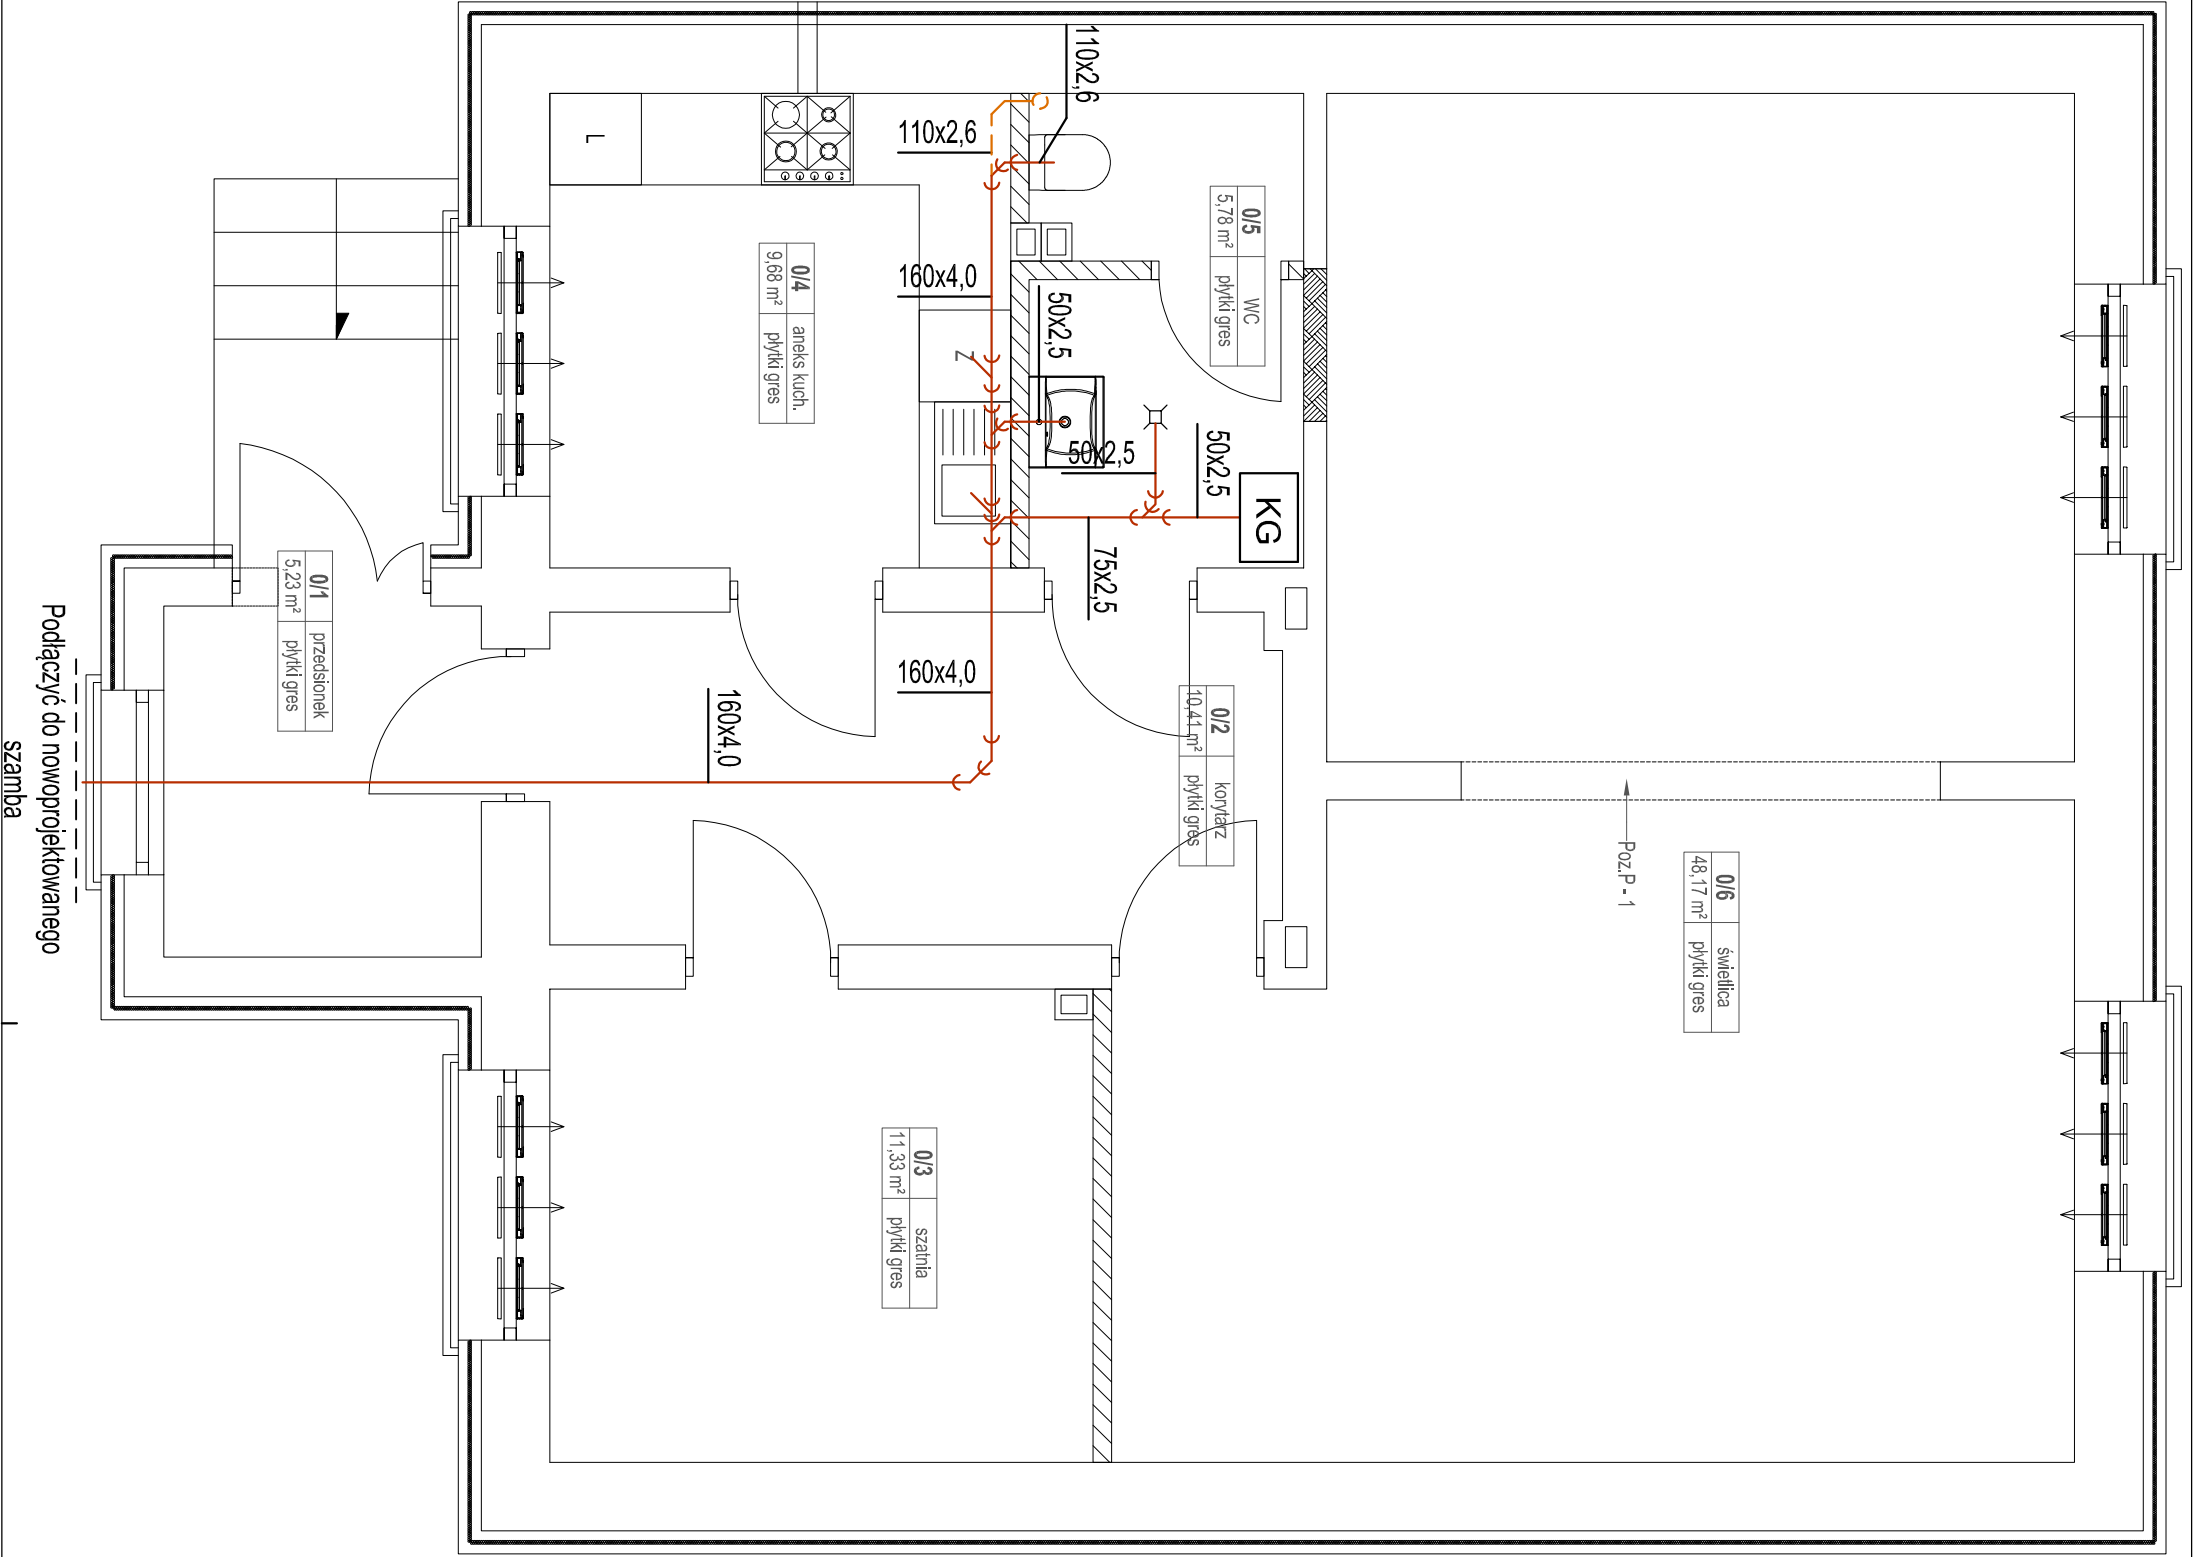 110x2,6
110x2,6
L
160x4,0
50x2,5
0/5 WC
5,78 m² płytki gres
0/4 aneks kuch.
9,68 m² płytki gres
Z
50x2,5
50x2,5
KG
75x2,5
0/1 przedsionek
5,23 m² płytki gres
160x4,0
160x4,0
0/2 korytarz
10,41 m² płytki gres
Poz.P - 1
0/6 świetlica
48,17 m² płytki gres
0/3 szatnia
11,33 m² płytki gres
Podłączyć do nowoprojektowanego
szamba